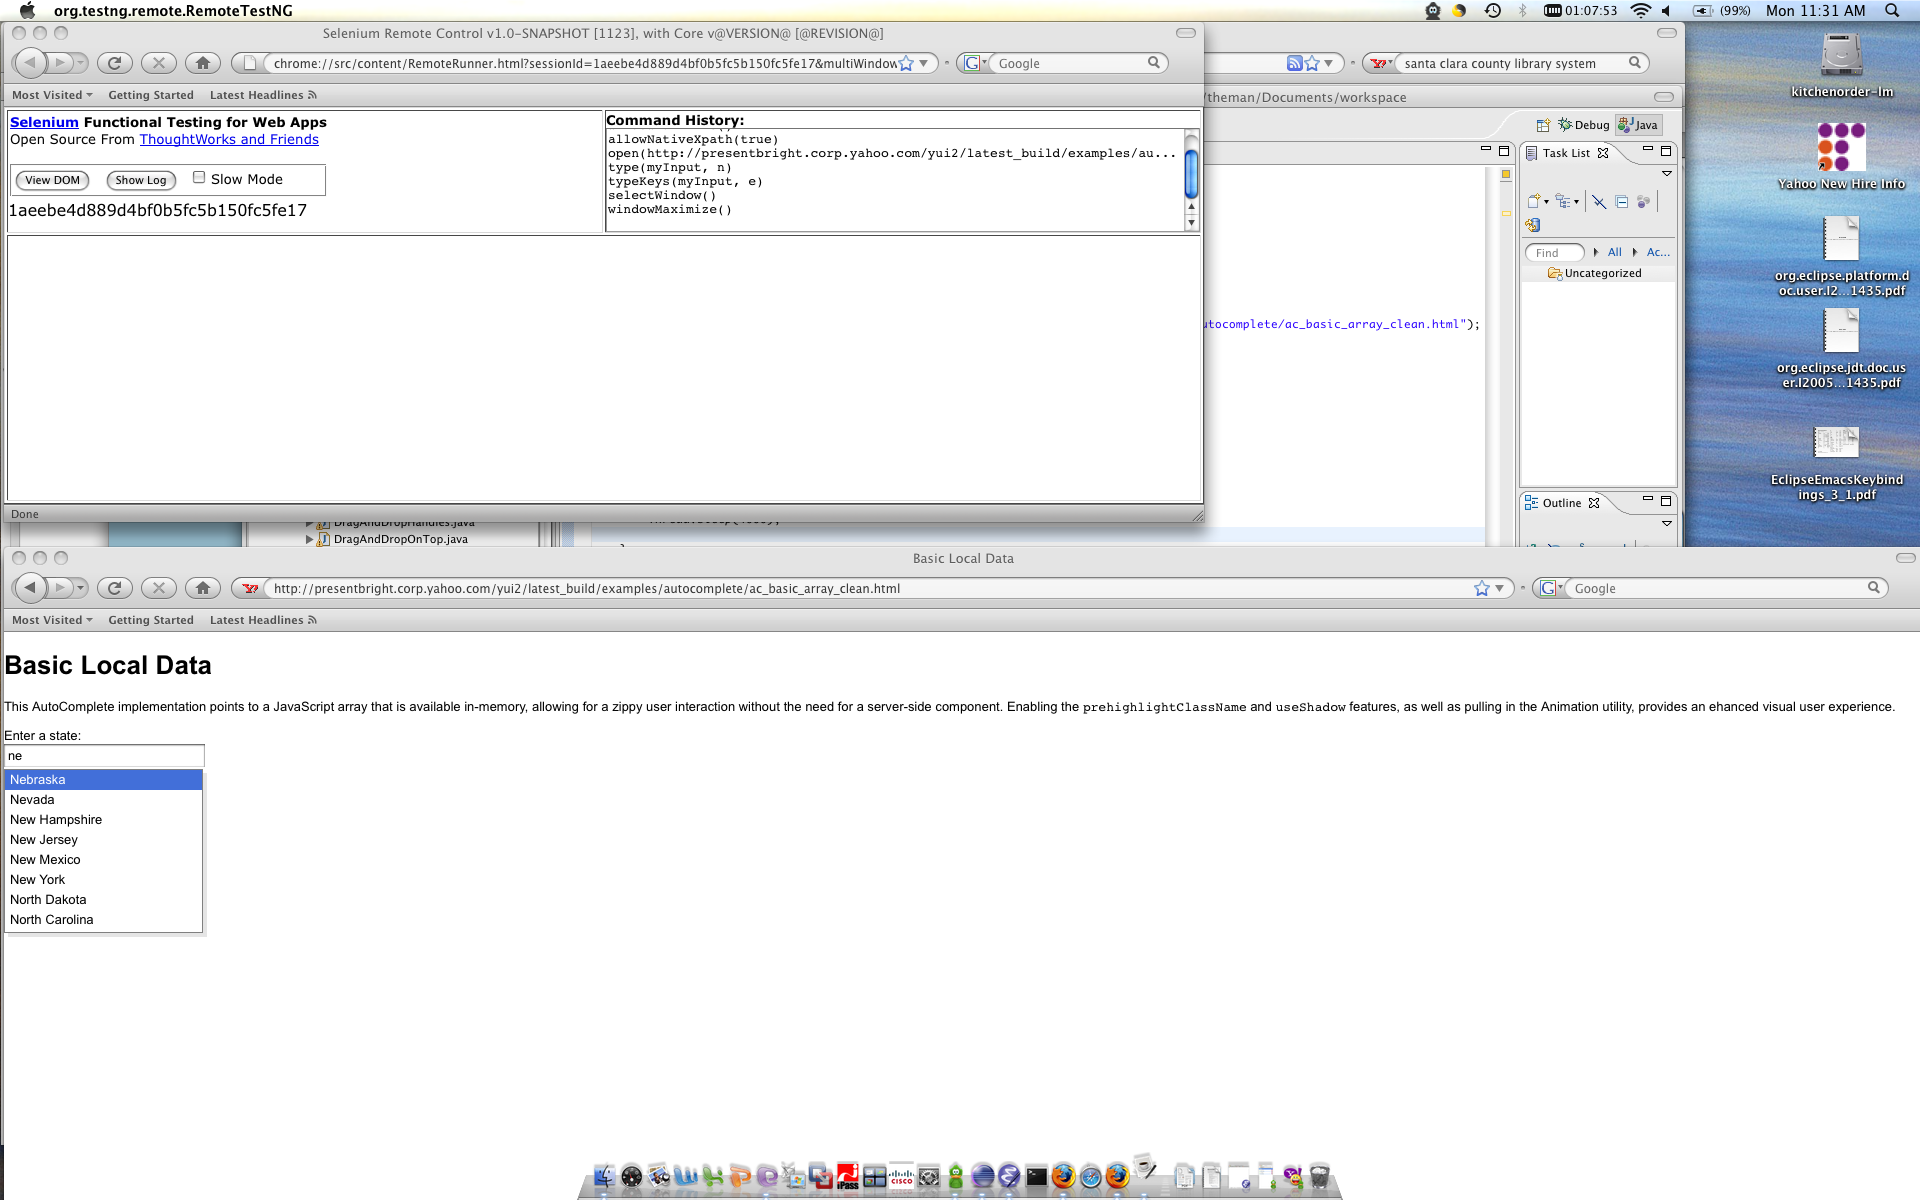 org.testng.remote.RemoteTestNG
01:07:53
(99%)
Mon 11:31 AM
Selenium Remote Control v1.0-SNAPSHOT [1123], with Core v@VERSION@ [@REVISION@]
chrome://src/content/RemoteRunner.html?sessionId=1aeebe4d889d4bf0b5fc5b150fc5fe17&multiWindow
Google
santa clara county library system
Most Visited
Getting Started
Latest Headlines
/theman/Documents/workspace
Selenium Functional Testing for Web Apps
Open Source From ThoughtWorks and Friends
View DOM
Show Log
Slow Mode
1aeebe4d889d4bf0b5fc5b150fc5fe17
Command History:
allowNativeXpath(true)
open(http://presentbright.corp.yahoo.com/yui2/latest_build/examples/au...
type(myInput, n)
typeKeys(myInput, e)
selectWindow()
windowMaximize()
Debug
Java
Task List
Find
All
Ac...
Uncategorized
utocomplete/ac_basic_array_clean.html");
Outline
kitchenorder-lm
Yahoo New Hire Info
org.eclipse.platform.d
oc.user.I2...1435.pdf
org.eclipse.jdt.doc.us
er.I2005...1435.pdf
EclipseEmacsKeybind
ings_3_1.pdf
Done
DragAndDropHandles.java
DragAndDropOnTop.java
Basic Local Data
http://presentbright.corp.yahoo.com/yui2/latest_build/examples/autocomplete/ac_basic_array_clean.html
Google
Most Visited
Getting Started
Latest Headlines
Basic Local Data
This AutoComplete implementation points to a JavaScript array that is available in-memory, allowing for a zippy user interaction without the need for a server-side component. Enabling the prehighlightClassName and useShadow features, as well as pulling in the Animation utility, provides an ehanced visual user experience.
Enter a state:
ne
Nebraska
Nevada
New Hampshire
New Jersey
New Mexico
New York
North Dakota
North Carolina
iPass
CISCO